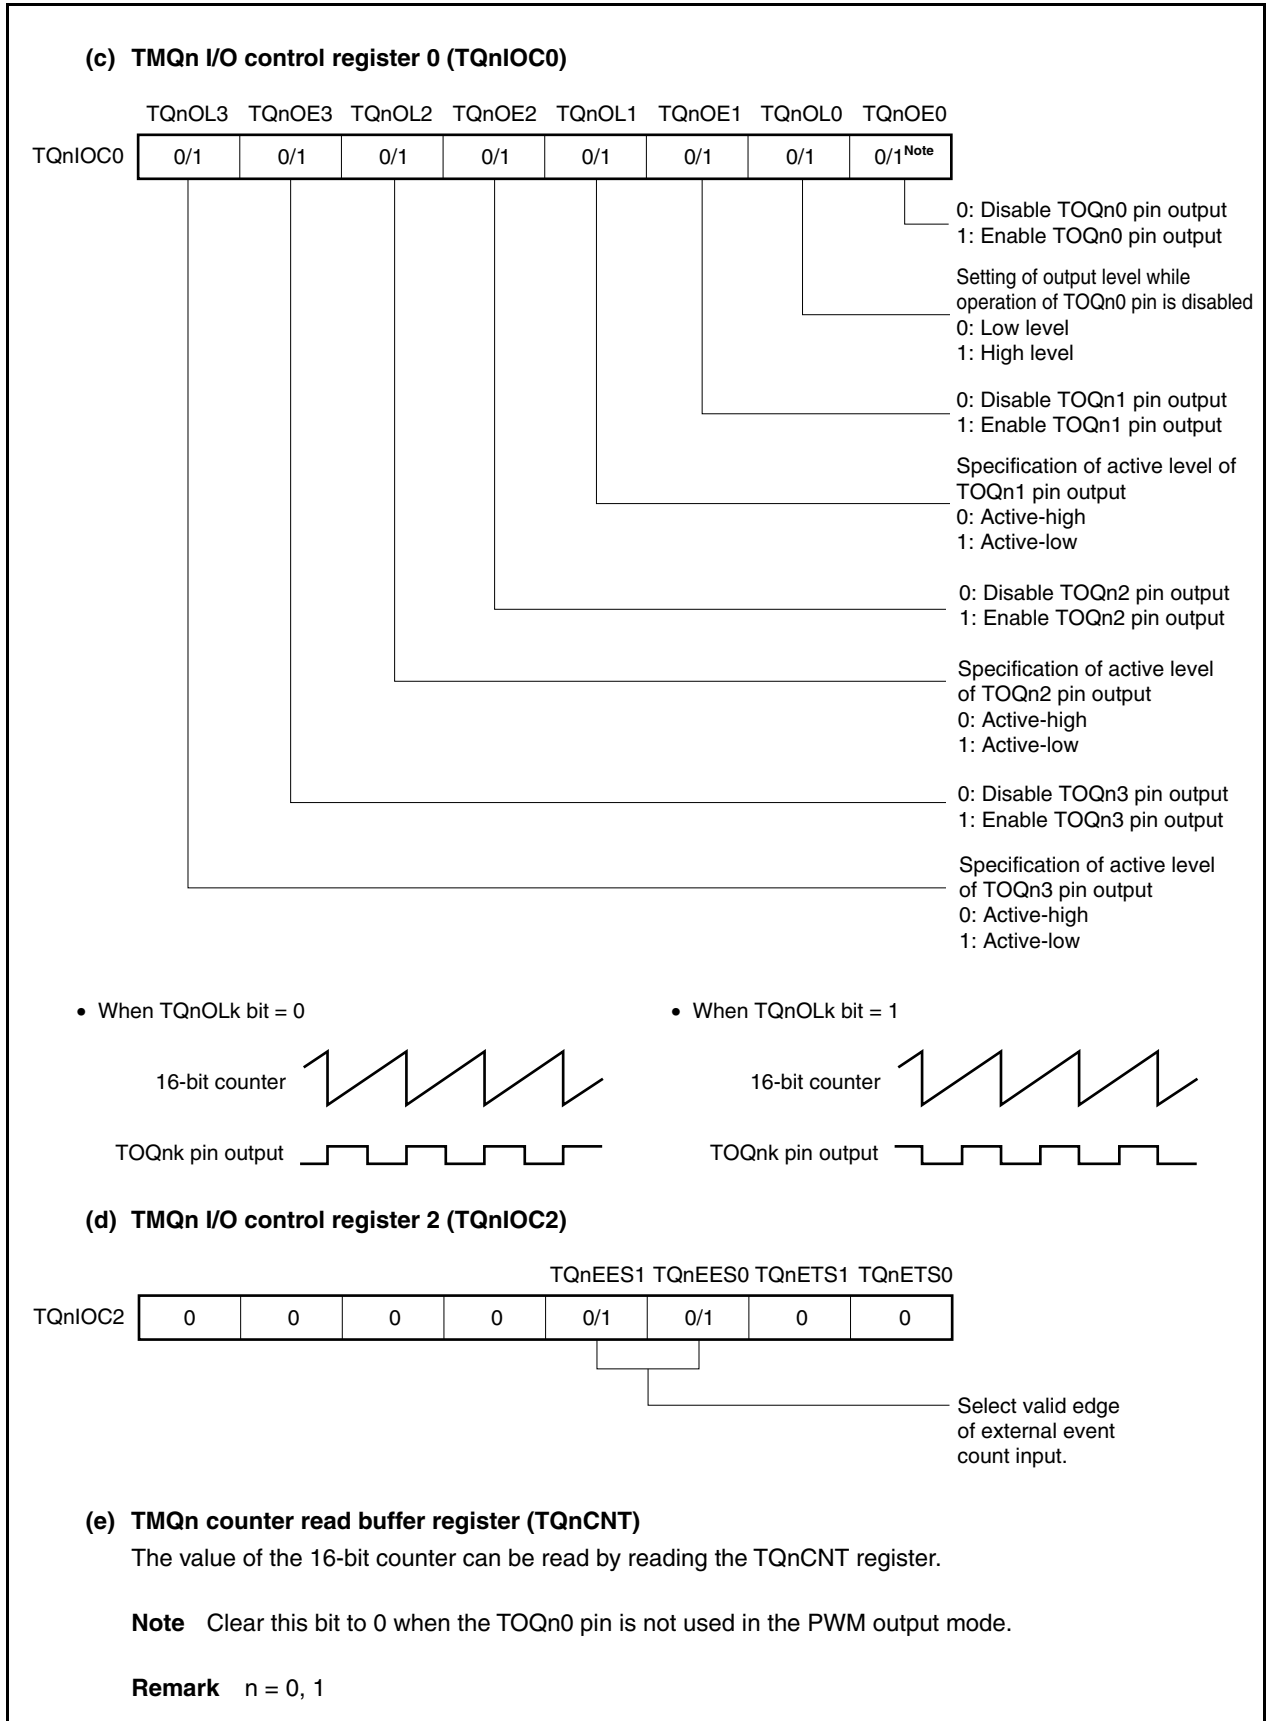 (c) TMQn I/O control register 0 (TQnIOC0)
TQnOL3 TQnOE3 TQnOL2 TQnOE2 TQnOL1 TQnOE1 TQnOL0 TQnOE0
TQnIOC0 0/1 0/1 0/1 0/1 0/1 0/1 0/1 0/1Note
0: Disable TOQn0 pin output
1: Enable TOQn0 pin output
Setting of output level while
operation of TOQn0 pin is disabled
0: Low level
1: High level
0: Disable TOQn1 pin output
1: Enable TOQn1 pin output
Specification of active level of
TOQn1 pin output
0: Active-high
1: Active-low
0: Disable TOQn2 pin output
1: Enable TOQn2 pin output
Specification of active level
of TOQn2 pin output
0: Active-high
1: Active-low
0: Disable TOQn3 pin output
1: Enable TOQn3 pin output
Specification of active level
of TOQn3 pin output
0: Active-high
1: Active-low
• When TQnOLk bit = 0
16-bit counter
TOQnk pin output
• When TQnOLk bit = 1
16-bit counter
TOQnk pin output
(d) TMQn I/O control register 2 (TQnIOC2)
TQnEES1 TQnEES0 TQnETS1 TQnETS0
TQnIOC2 0 0 0 0 0/1 0/1 0 0
Select valid edge
of external event
count input.
(e) TMQn counter read buffer register (TQnCNT)
The value of the 16-bit counter can be read by reading the TQnCNT register.
Note Clear this bit to 0 when the TOQn0 pin is not used in the PWM output mode.
Remark n = 0, 1